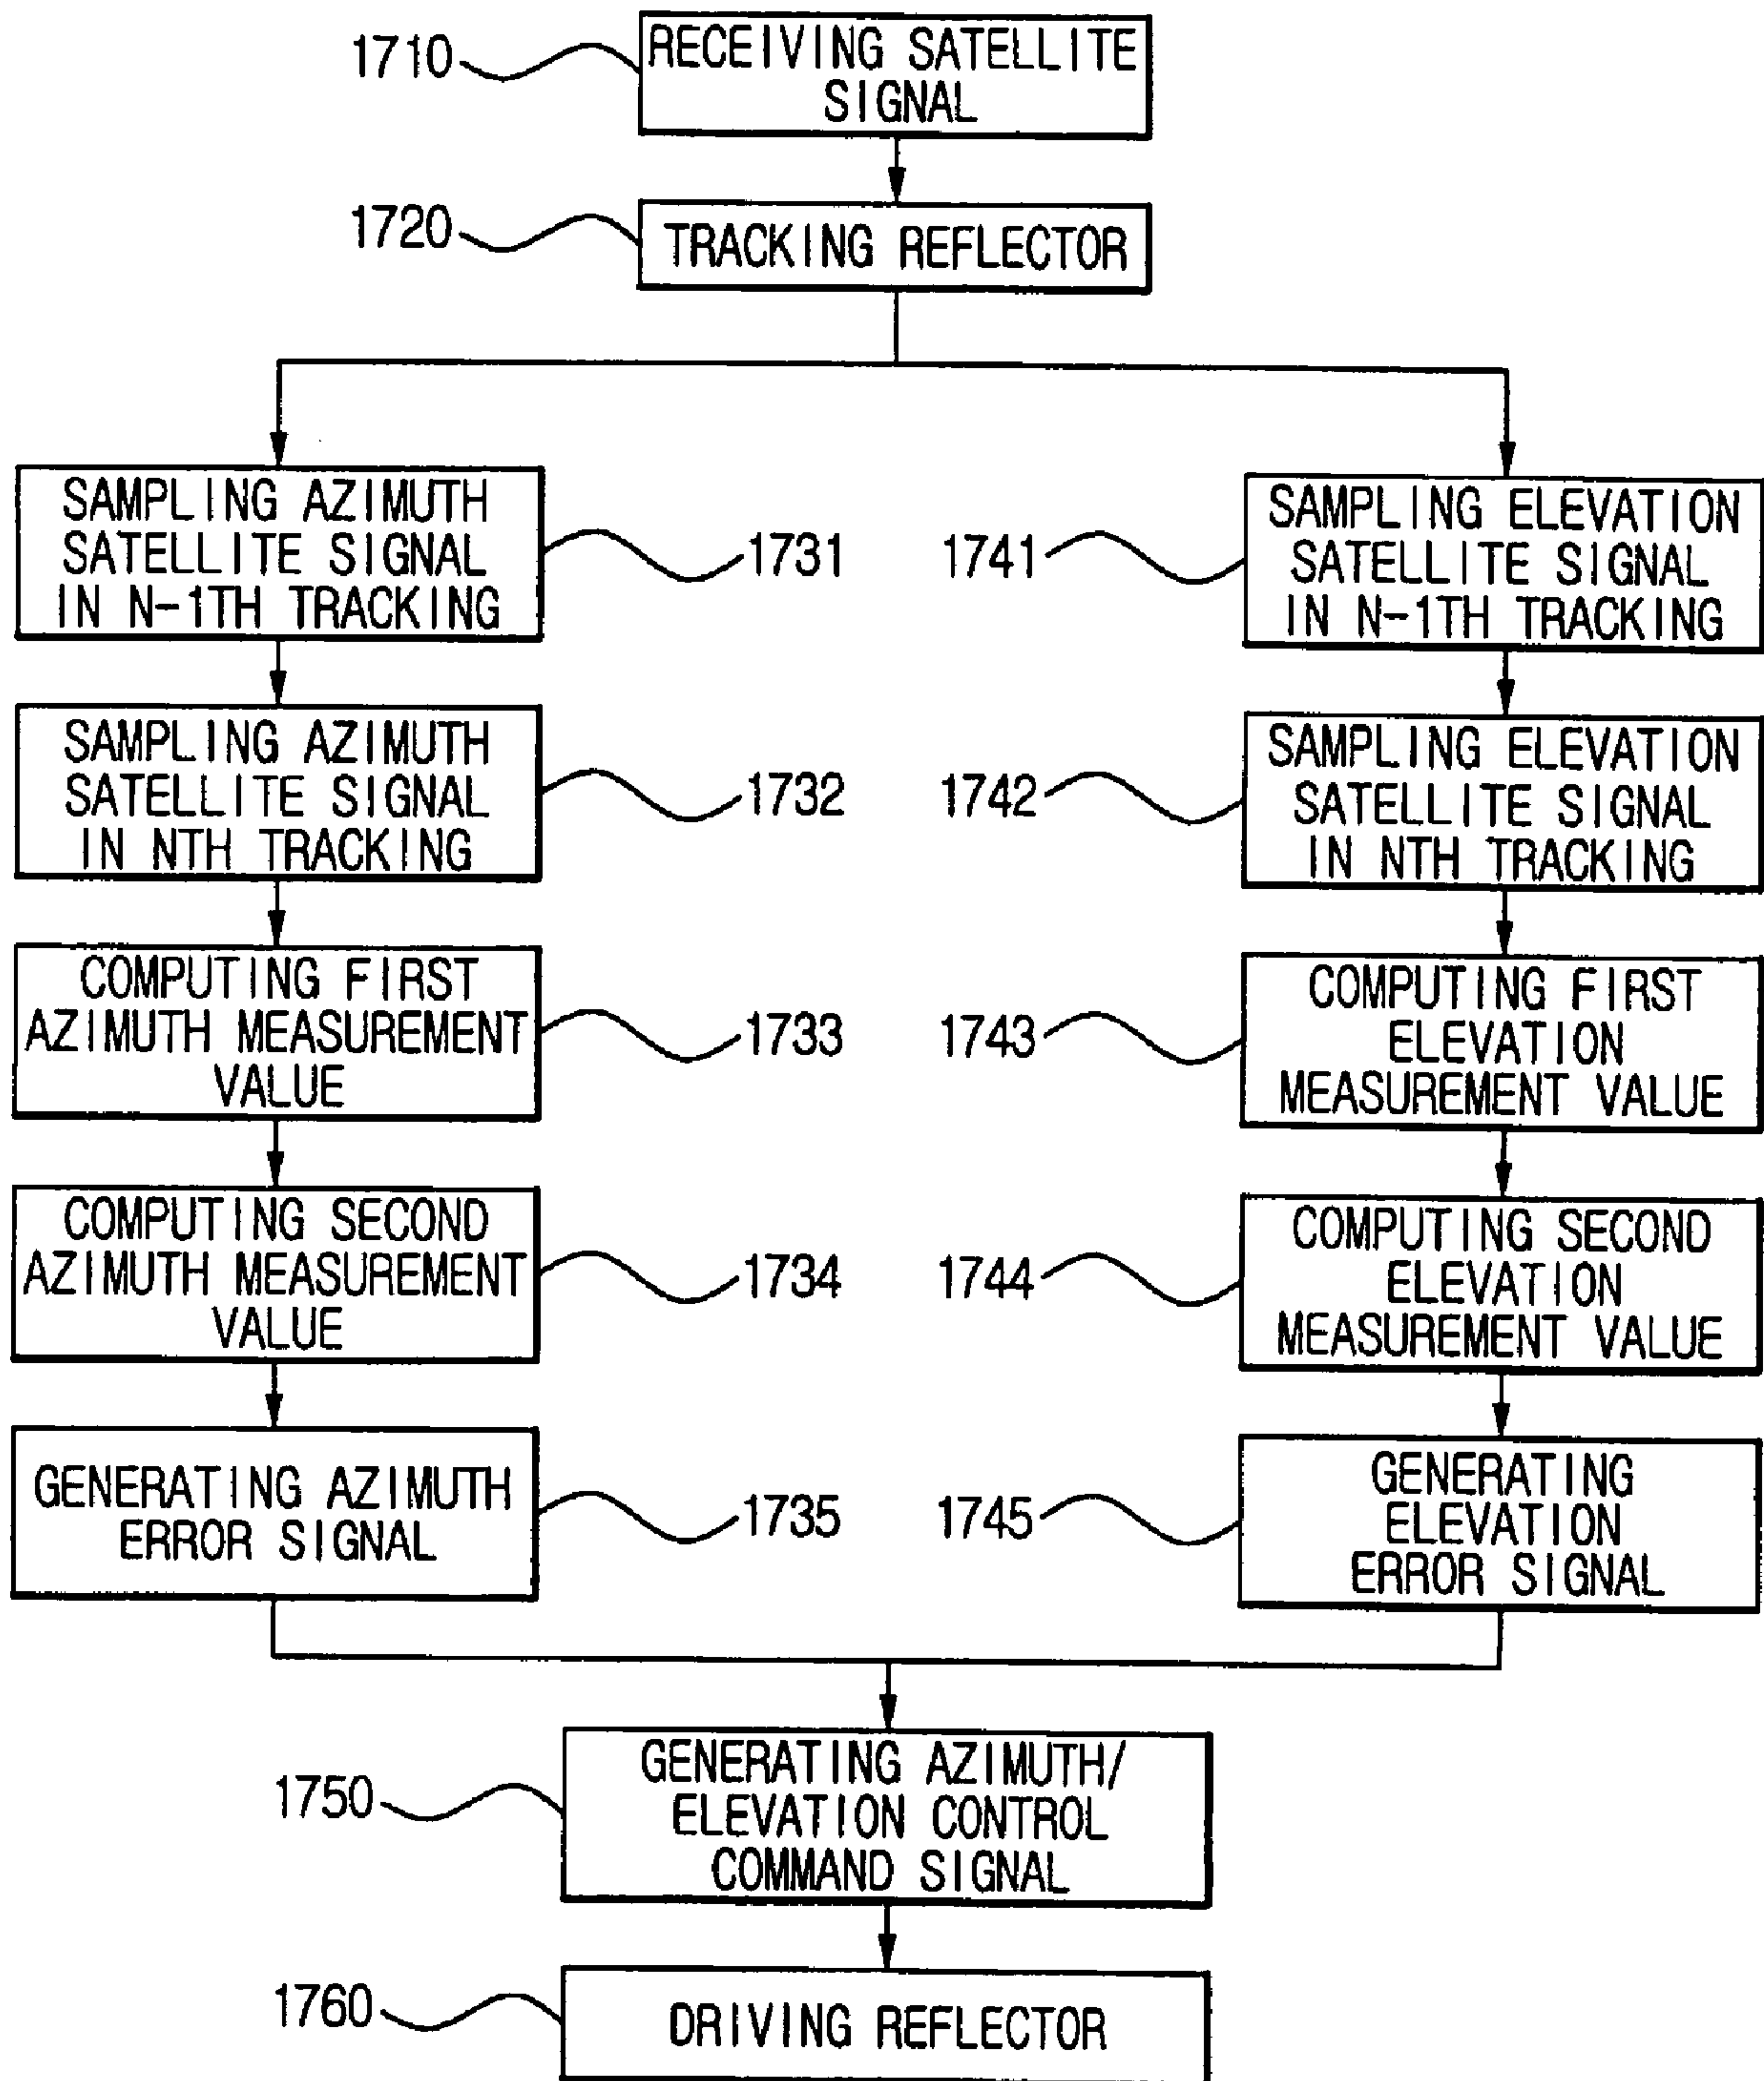 1710
RECEIVING SATELLITE
SIGNAL
1720
TRACKING REFLECTOR
SAMPLING AZIMUTH
SATELLITE SIGNAL
IN N-1TH TRACKING
1731
1741
SAMPLING ELEVATION
SATELLITE SIGNAL
IN N-1TH TRACKING
SAMPLING AZIMUTH
SATELLITE SIGNAL
IN NTH TRACKING
1732
1742
SAMPLING ELEVATION
SATELLITE SIGNAL
IN NTH TRACKING
COMPUTING FIRST
AZIMUTH MEASUREMENT
VALUE
1733
1743
COMPUTING FIRST
ELEVATION
MEASUREMENT VALUE
COMPUTING SECOND
AZIMUTH MEASUREMENT
VALUE
1734
1744
COMPUTING SECOND
ELEVATION
MEASUREMENT VALUE
GENERATING AZIMUTH
ERROR SIGNAL
1735
1745
GENERATING
ELEVATION
ERROR SIGNAL
1750
GENERATING AZIMUTH/
ELEVATION CONTROL
COMMAND SIGNAL
1760
DRIVING REFLECTOR